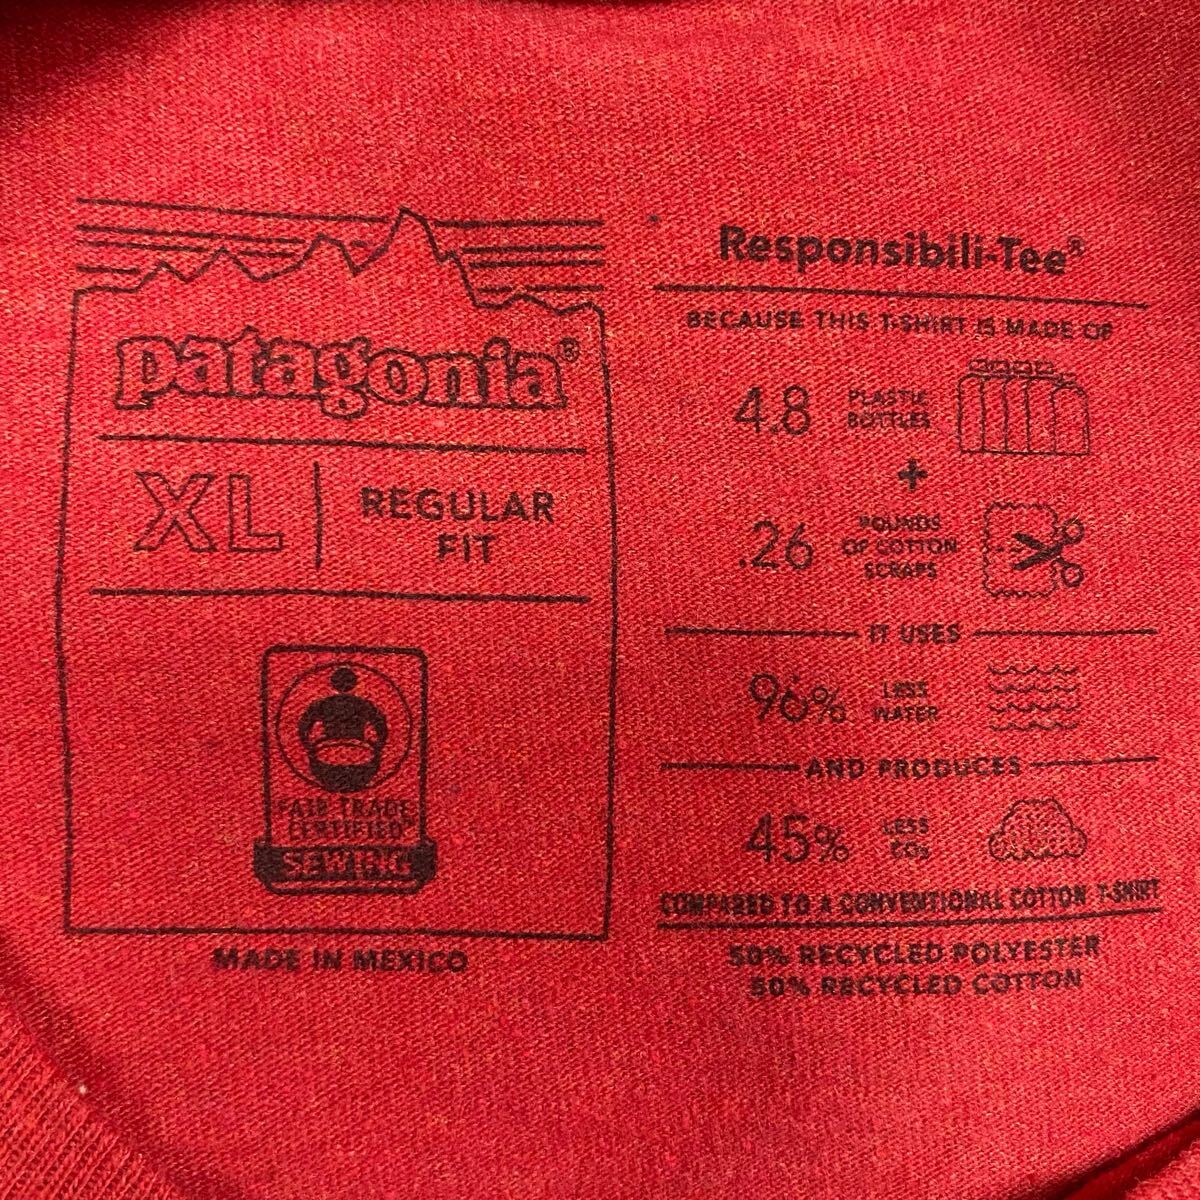 patagonia®
XL
REGULAR
FIT
FAIR TRADE
CERTIFIED™
SEWING
MADE IN MEXICO
Responsibili-Tee®
BECAUSE THIS T-SHIRT IS MADE OF
4.8 PLASTIC
BOTTLES
+
.26 POUNDS
OF COTTON
SCRAPS
IT USES
96% LESS
WATER
AND PRODUCES
45% LESS
CO₂
COMPARED TO A CONVENTIONAL COTTON T-SHIRT
50% RECYCLED POLYESTER
50% RECYCLED COTTON